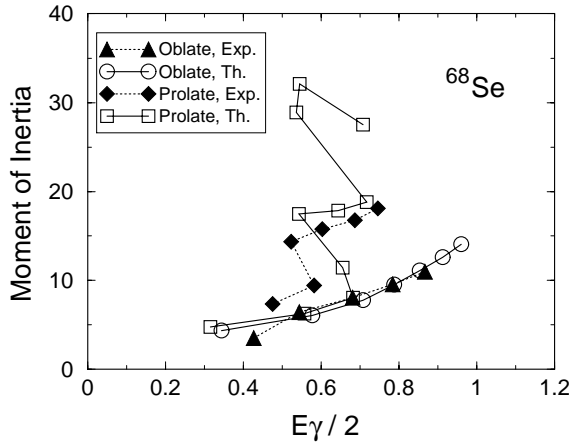 40
30
20
10
0
Moment of Inertia
Oblate, Exp.
Oblate, Th.
Prolate, Exp.
Prolate, Th.
⁶⁸Se
0 0.2 0.4 0.6 0.8 1 1.2
Eγ / 2